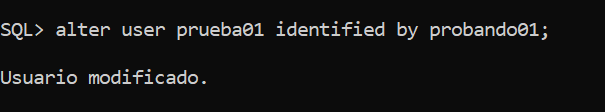 SQL> alter user prueba01 identified by probando01;
Usuario modificado.